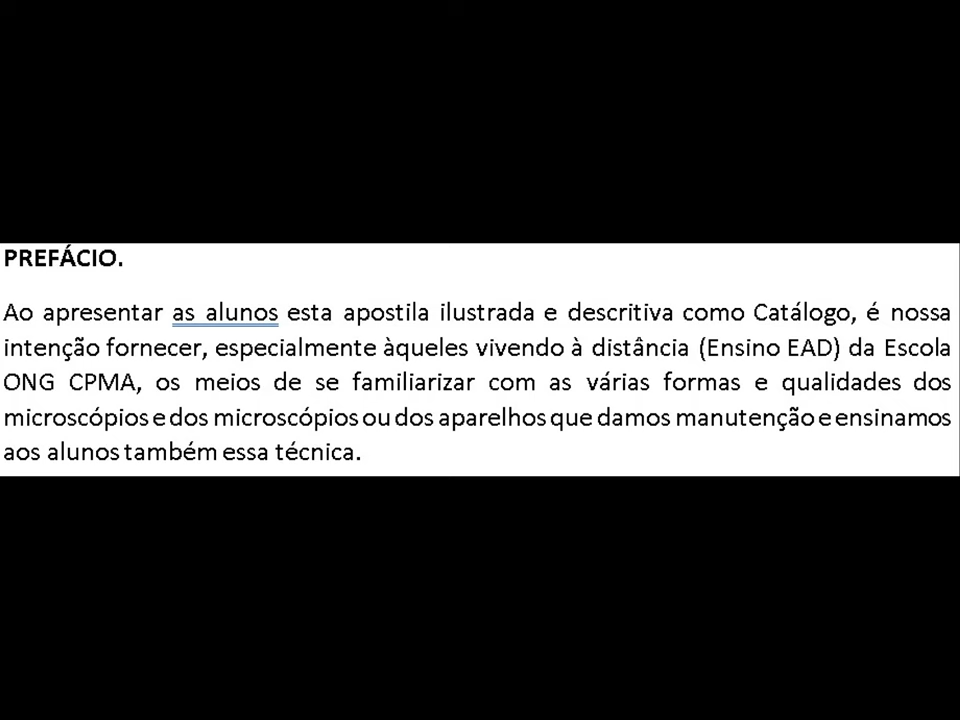 PREFÁCIO.
Ao apresentar as alunos esta apostila ilustrada e descritiva como Catálogo, é nossa
intenção fornecer, especialmente àqueles vivendo à distância (Ensino EAD) da Escola
ONG CPMA, os meios de se familiarizar com as várias formas e qualidades dos
microscópios e dos microscópios ou dos aparelhos que damos manutenção e ensinamos
aos alunos também essa técnica.